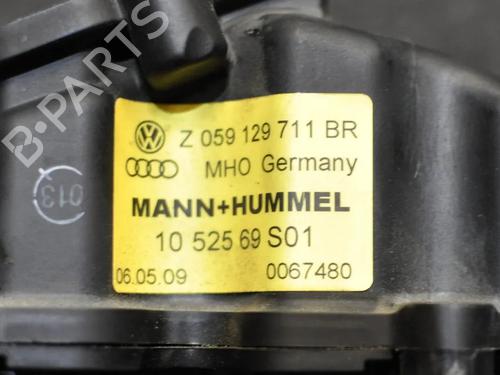 B-PARTS
Z 059 129 711 BR
MHO Germany
MANN+HUMMEL
10 525 69 S01
06.05.09 0067480
013